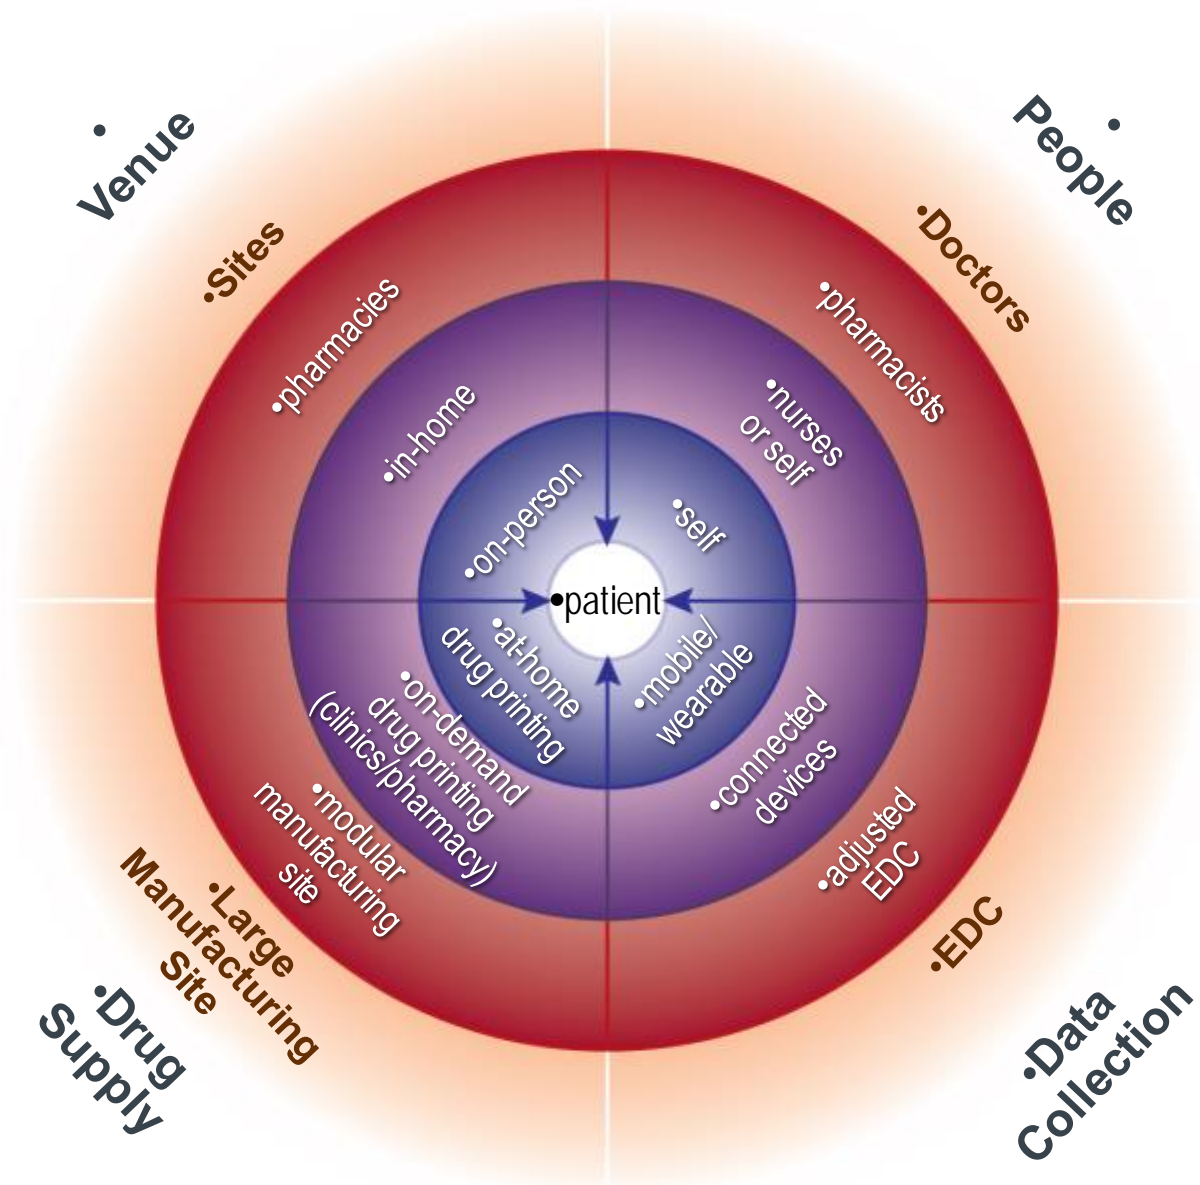 •
Venue
•
People
•Sites
•Doctors
•pharmacies
•pharmacists
•in-home
•nurses
or self
•on-person
•self
•patient
•at-home
drug printing
•mobile/
wearable
•on-demand
drug printing
(clinics/pharmacy)
•connected
devices
•modular
manufacturing
site
•adjusted
EDC
•Large
Manufacturing
Site
•EDC
•Drug
Supply
•Data
Collection